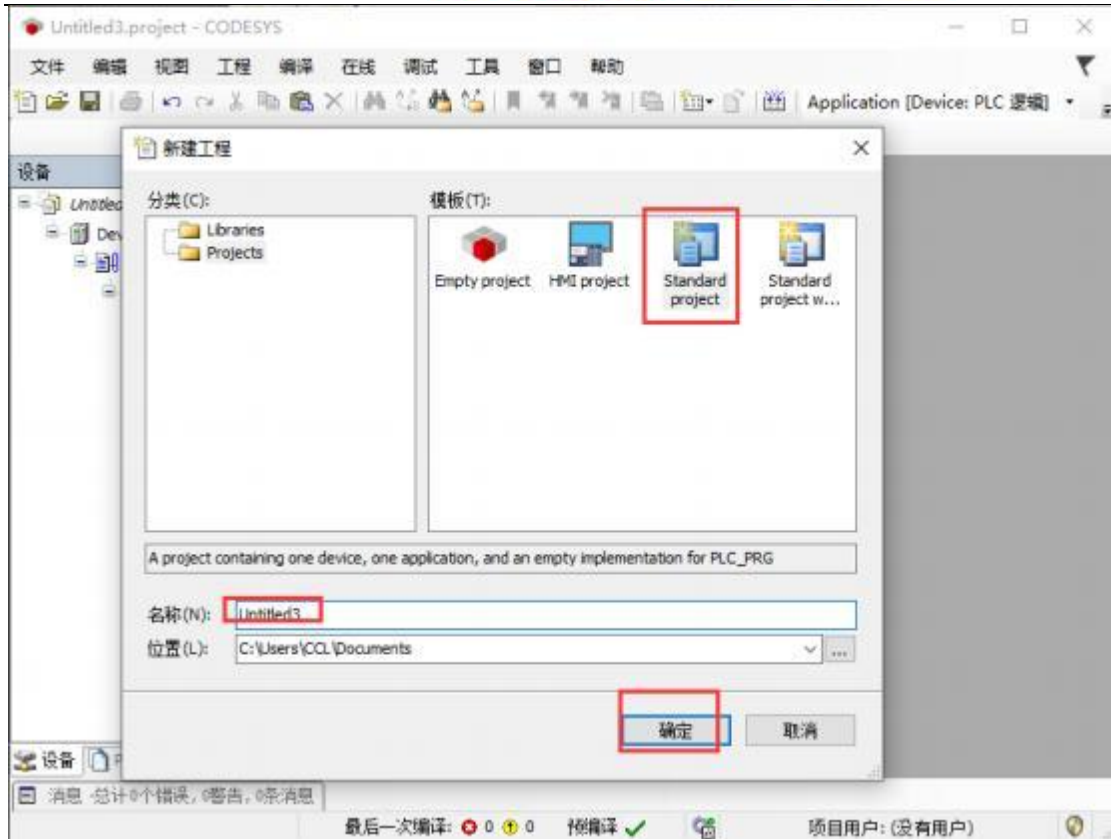 Untitled3.project - CODESYS
文件 编辑 视图 工程 编译 在线 调试 工具 窗口 帮助
Application [Device: PLC 逻辑]
新建工程
设备
分类(C):
模板(T):
Libraries
Projects
Empty project
HMI project
Standard project
Standard project w...
A project containing one device, one application, and an empty implementation for PLC_PRG
名称(N): Untitled3
位置(L): C:\Users\CCL\Documents
...
确定
取消
设备
消息 -总计0个错误, 0警告, 0条消息
最后一次编译: 0 0 预编译
项目用户: (没有用户)